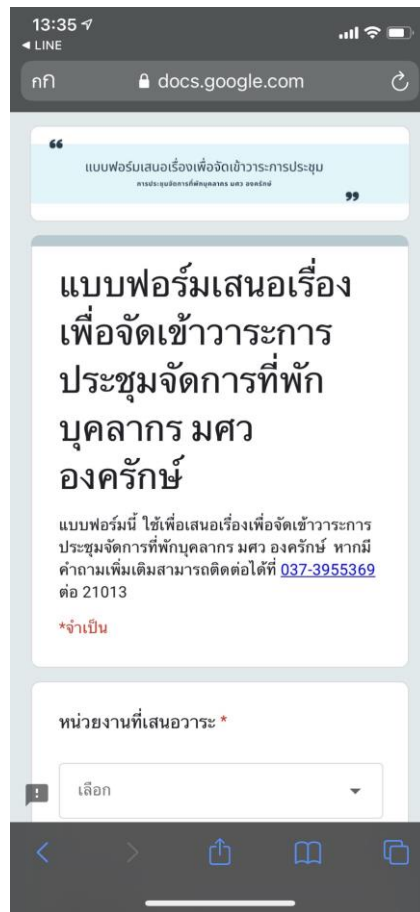 13:35
◀ LINE
กก docs.google.com
❝
แบบฟอร์มเสนอเรื่องเพื่อจัดเข้าวาระการประชุม
การประชุมจัดการที่พักบุคลากร มศว องครักษ์
❞
แบบฟอร์มเสนอเรื่อง
เพื่อจัดเข้าวาระการ
ประชุมจัดการที่พัก
บุคลากร มศว
องครักษ์
แบบฟอร์มนี้ ใช้เพื่อเสนอเรื่องเพื่อจัดเข้าวาระการ
ประชุมจัดการที่พักบุคลากร มศว องครักษ์ หากมี
คำถามเพิ่มเติมสามารถติดต่อได้ที่ 037-3955369
ต่อ 21013
*จำเป็น
หน่วยงานที่เสนอวาระ *
เลือก